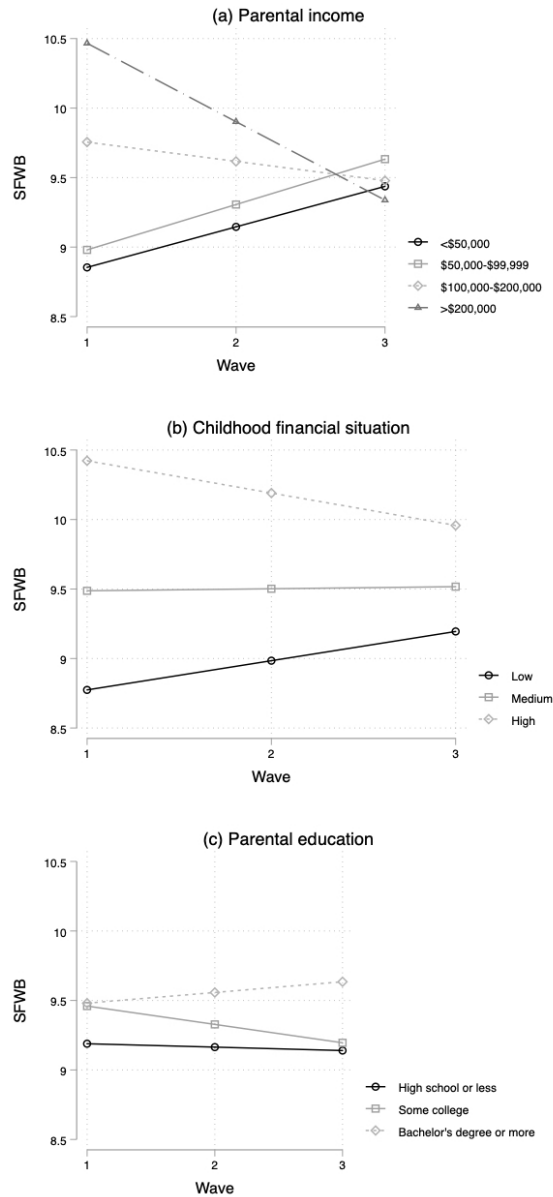 (a) Parental income
10.5
10
9.5
9
8.5
SFWB
1 2 3
Wave
<$50,000
$50,000-$99,999
$100,000-$200,000
>$200,000
(b) Childhood financial situation
10.5
10
9.5
9
8.5
SFWB
1 2 3
Wave
Low
Medium
High
(c) Parental education
10.5
10
9.5
9
8.5
SFWB
1 2 3
Wave
High school or less
Some college
Bachelor's degree or more